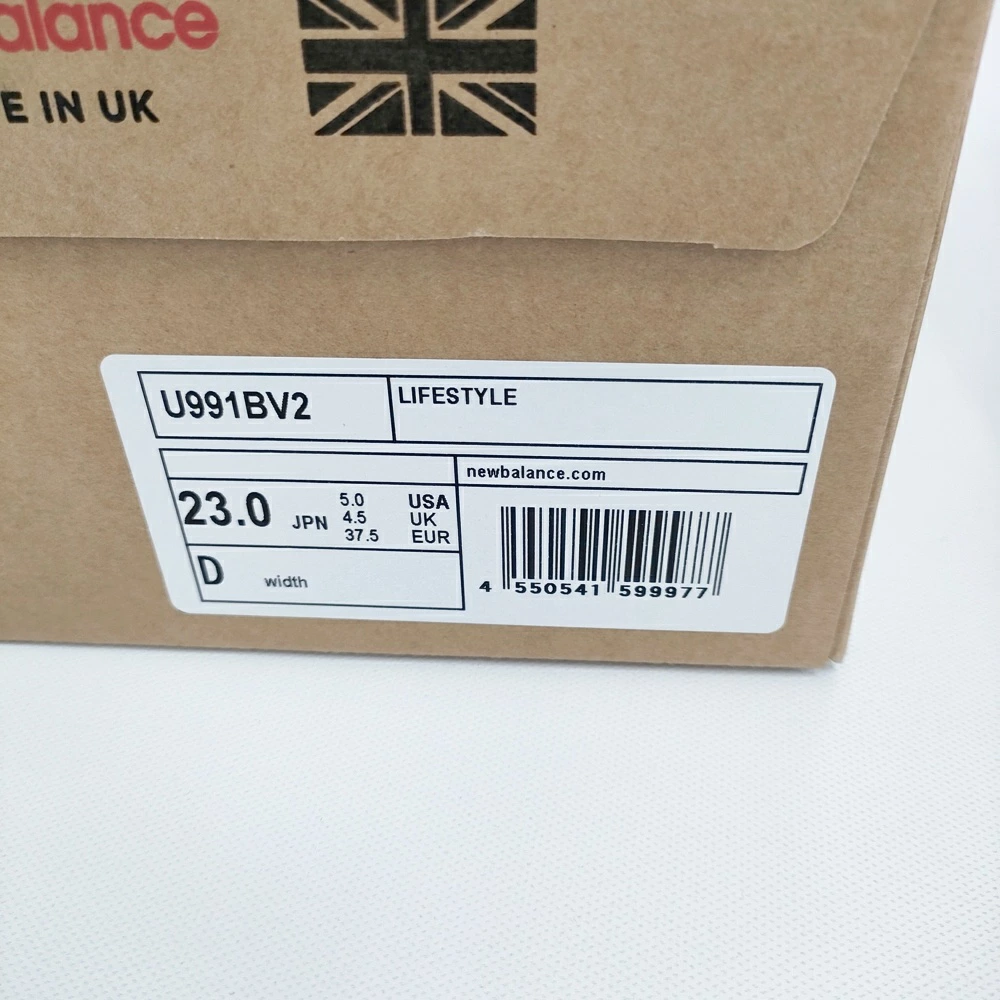 alance
E IN UK
U991BV2
LIFESTYLE
newbalance.com
23.0 JPN
5.0 USA
4.5 UK
37.5 EUR
D width
4 550541 599977